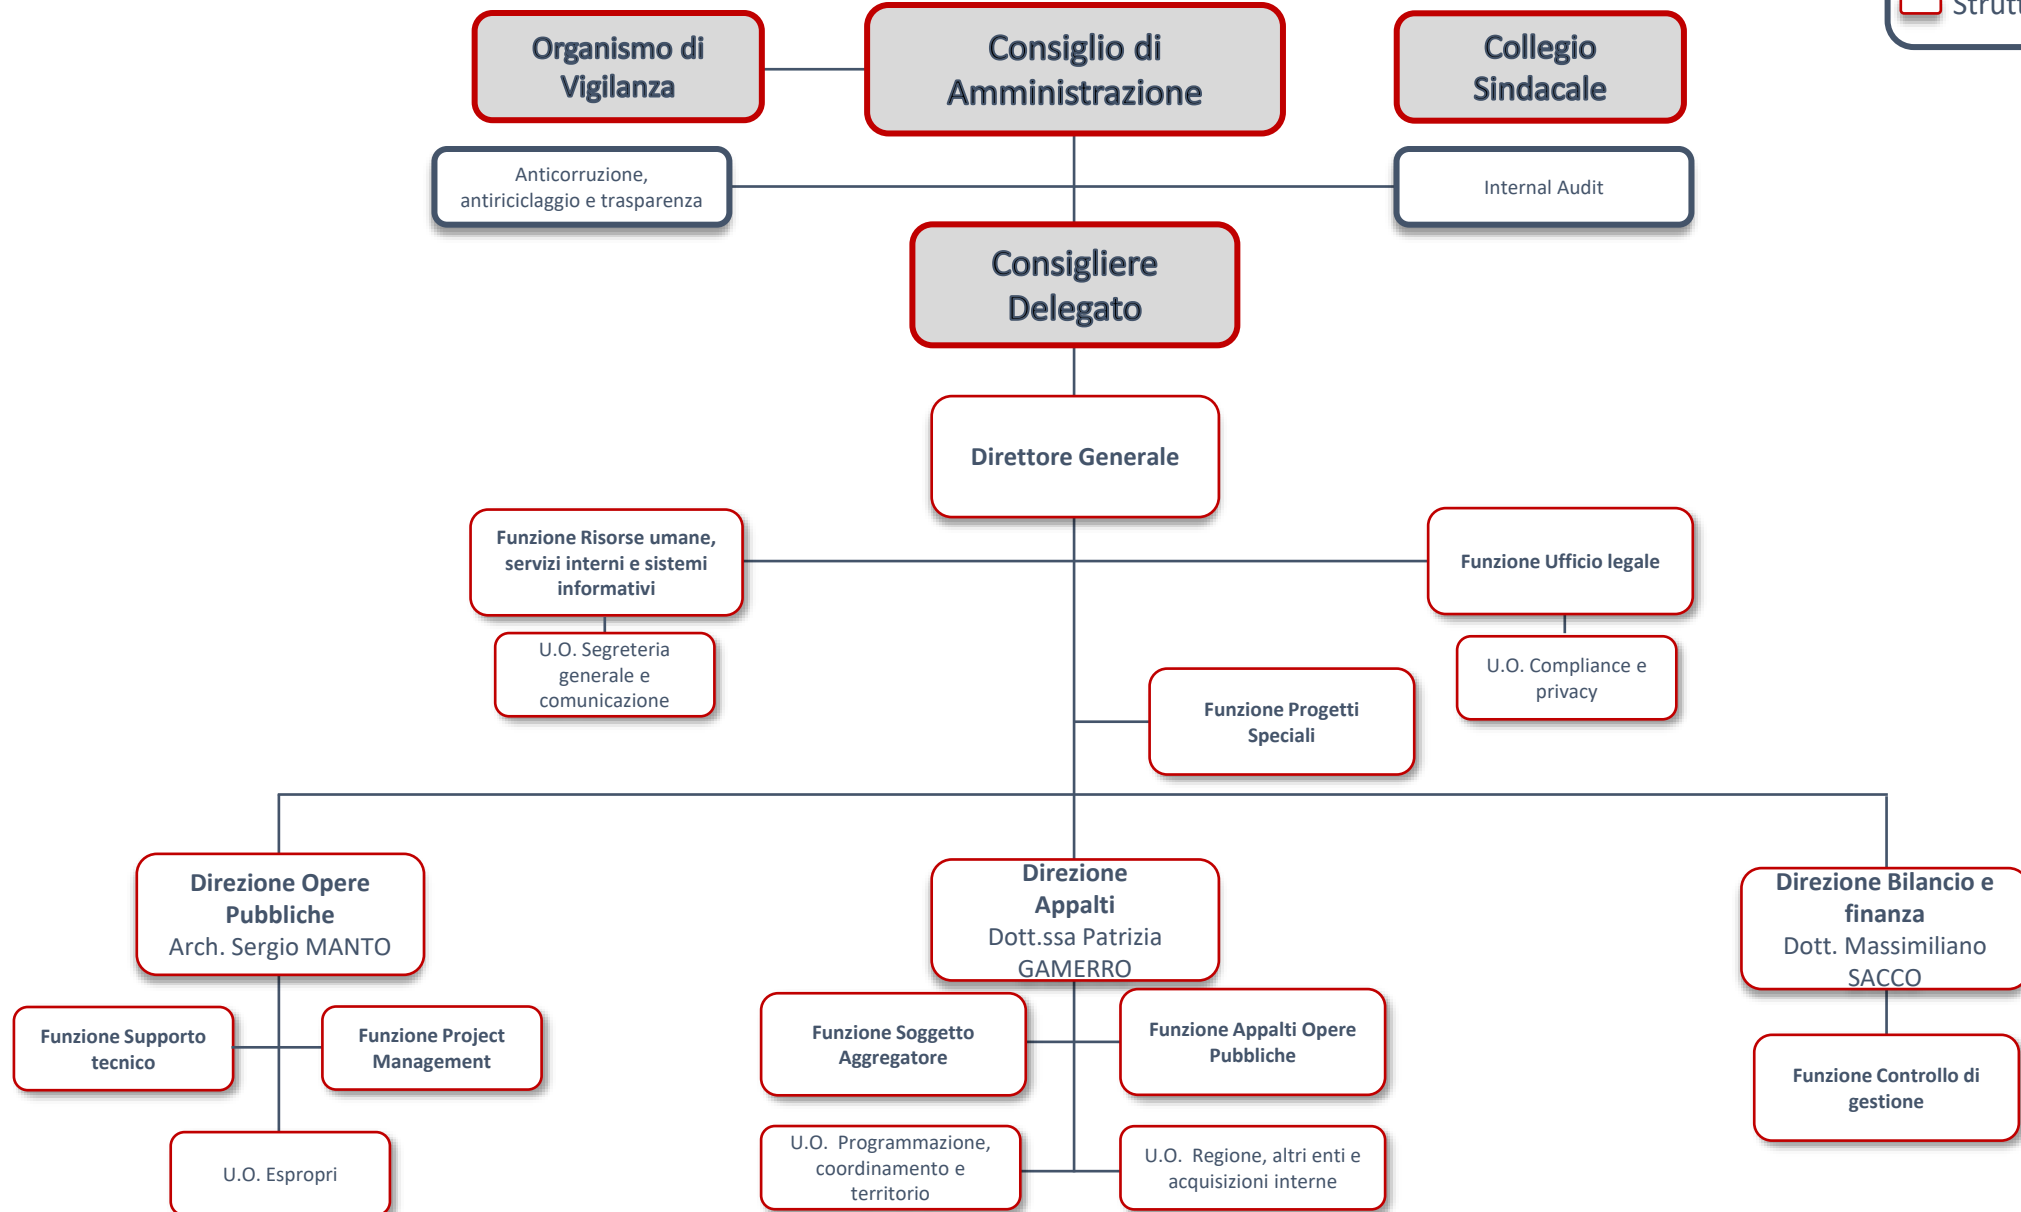 Strutt
Organismo di
Vigilanza
Consiglio di
Amministrazione
Collegio
Sindacale
Anticorruzione,
antiriciclaggio e trasparenza
Internal Audit
Consigliere
Delegato
Direttore Generale
Funzione Risorse umane,
servizi interni e sistemi
informativi
Funzione Ufficio legale
U.O. Segreteria
generale e
comunicazione
U.O. Compliance e
privacy
Funzione Progetti
Speciali
Direzione Opere
Pubbliche
Arch. Sergio MANTO
Direzione
Appalti
Dott.ssa Patrizia
GAMERRO
Direzione Bilancio e
finanza
Dott. Massimiliano
SACCO
Funzione Supporto
tecnico
Funzione Project
Management
Funzione Soggetto
Aggregatore
Funzione Appalti Opere
Pubbliche
Funzione Controllo di
gestione
U.O. Espropri
U.O. Programmazione,
coordinamento e
territorio
U.O. Regione, altri enti e
acquisizioni interne